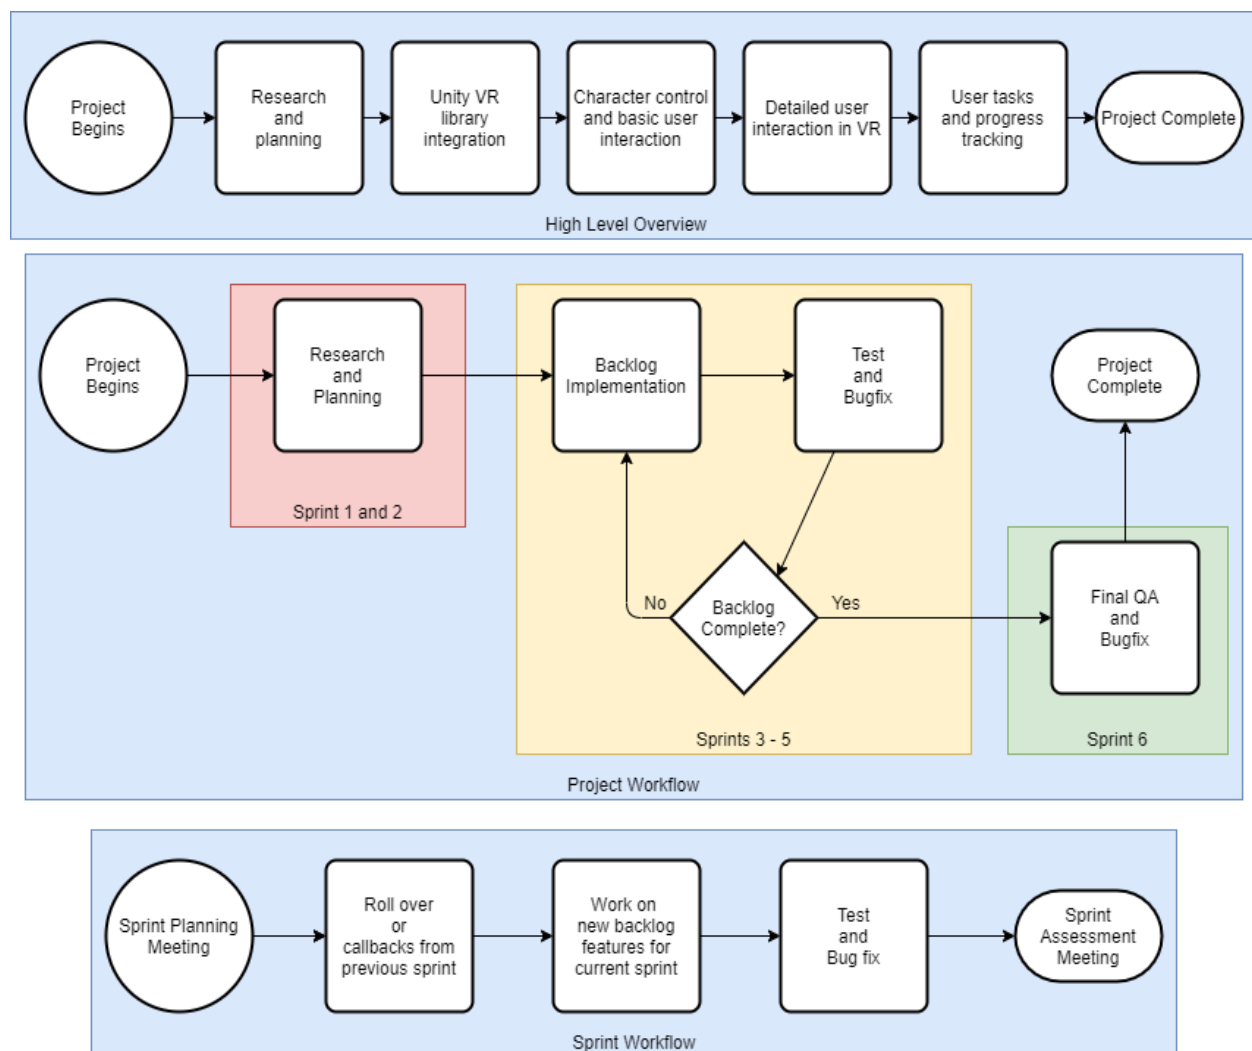 Project
Begins
Research
and
planning
Unity VR
library
integration
Character control
and basic user
interaction
Detailed user
interaction in VR
User tasks
and progress
tracking
Project Complete
High Level Overview
Project
Begins
Research
and
Planning
Sprint 1 and 2
Backlog
Implementation
Test
and
Bugfix
Backlog
Complete?
No
Yes
Sprints 3 - 5
Final QA
and
Bugfix
Sprint 6
Project
Complete
Project Workflow
Sprint Planning
Meeting
Roll over
or
callbacks from
previous sprint
Work on
new backlog
features for
current sprint
Test
and
Bug fix
Sprint
Assessment
Meeting
Sprint Workflow